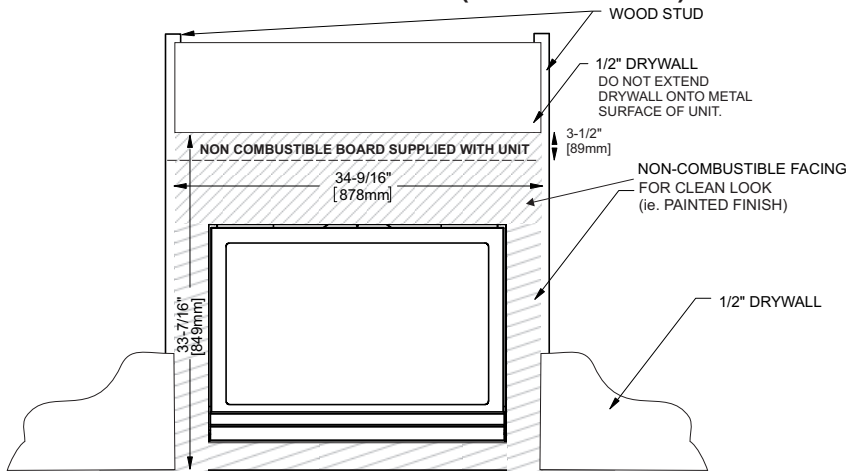 WOOD STUD
1/2" DRYWALL
DO NOT EXTEND
DRYWALL ONTO METAL
SURFACE OF UNIT.
3-1/2"
[89mm]
NON COMBUSTIBLE BOARD SUPPLIED WITH UNIT
34-9/16"
[878mm]
NON-COMBUSTIBLE FACING
FOR CLEAN LOOK
(ie. PAINTED FINISH)
33-7/16"
[849mm]
1/2" DRYWALL